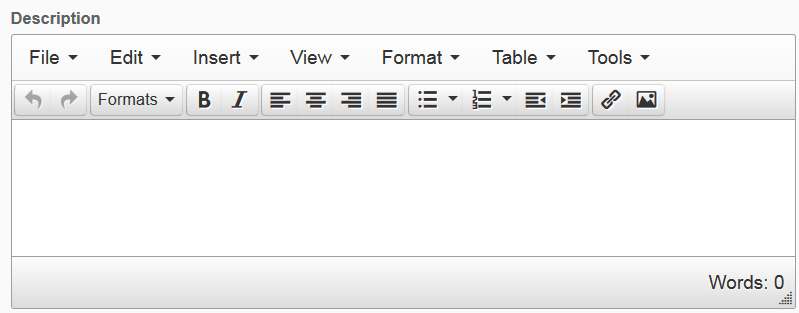 Description
File Edit Insert View Format Table Tools
Formats B I
Words: 0